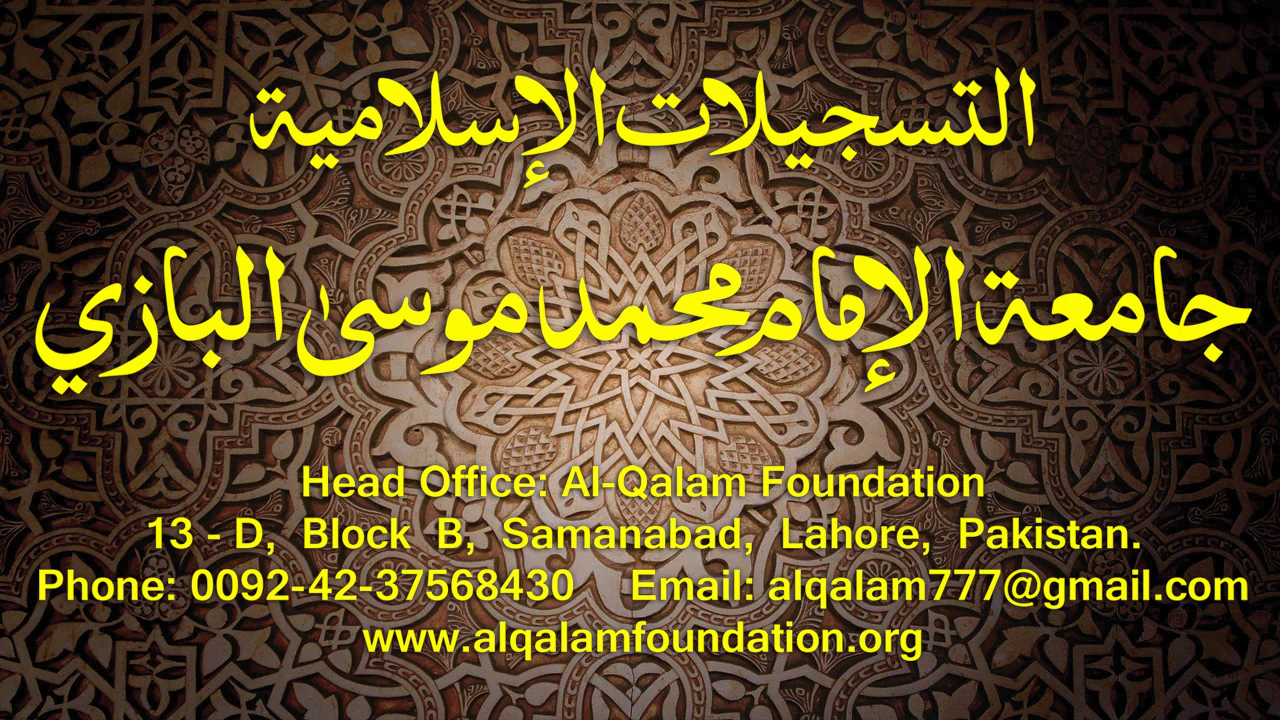 التسجيلات الإسلامية
جامعة الإمام محمد موسى البازي
Head Office: Al-Qalam Foundation
13 - D, Block B, Samanabad, Lahore, Pakistan.
Phone: 0092-42-37568430 Email: alqalam777@gmail.com
www.alqalamfoundation.org